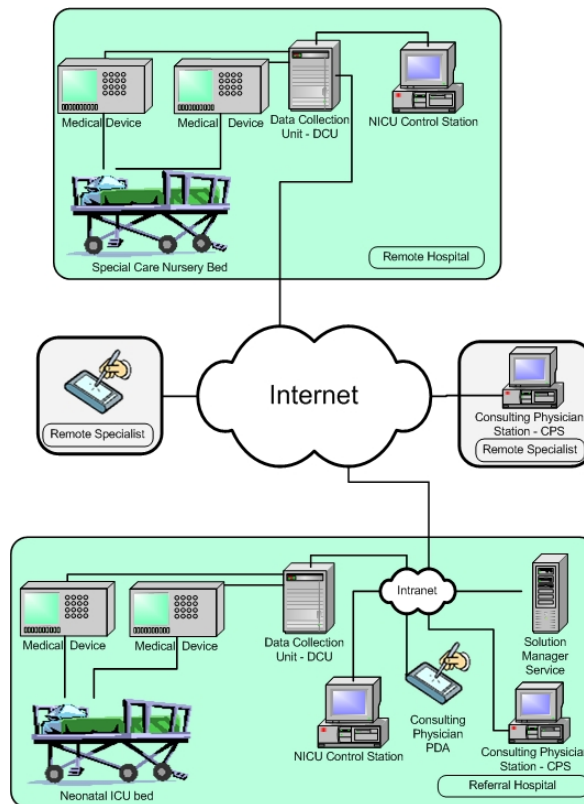 Medical Device
Medical Device
Data Collection
Unit - DCU
NICU Control Station
Special Care Nursery Bed
Remote Hospital
Internet
Remote Specialist
Consulting Physician
Station - CPS
Remote Specialist
Intranet
Medical Device
Medical Device
Data Collection
Unit - DCU
Solution
Manager
Service
NICU Control Station
Consulting
Physician
PDA
Consulting Physician
Station - CPS
Neonatal ICU bed
Referral Hospital